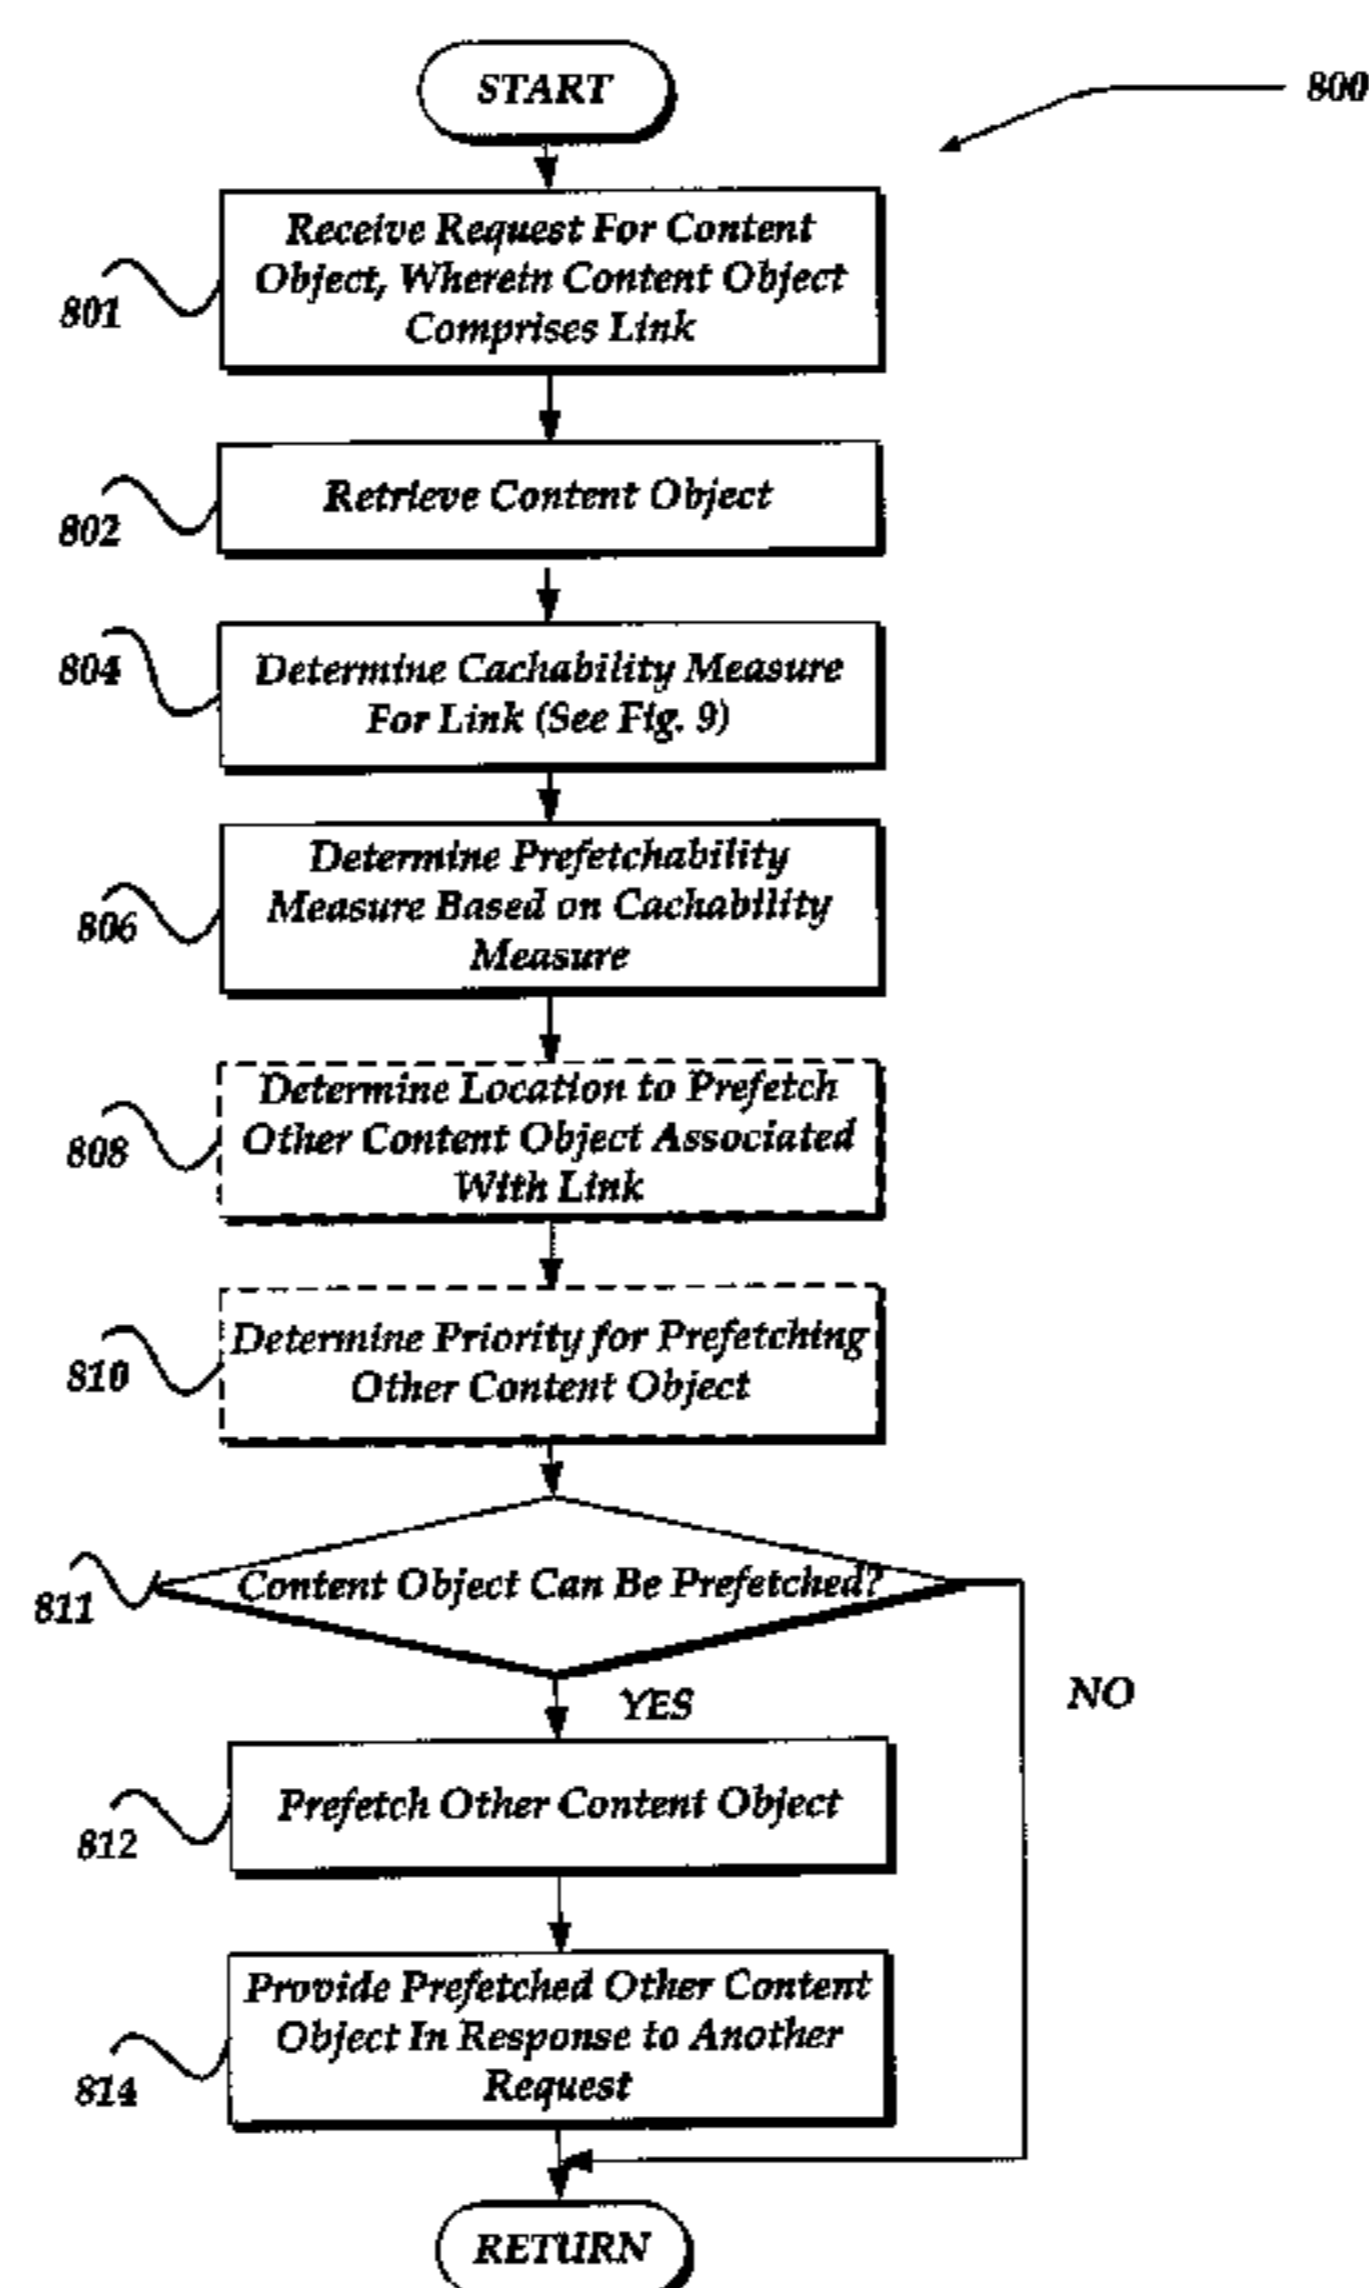 START
800
Receive Request For Content
Object, Wherein Content Object
Comprises Link
801
Retrieve Content Object
802
Determine Cachability Measure
For Link (See Fig. 9)
804
Determine Prefetchability
Measure Based on Cachability
Measure
806
Determine Location to Prefetch
Other Content Object Associated
With Link
808
Determine Priority for Prefetching
Other Content Object
810
Content Object Can Be Prefetched?
811
YES
NO
Prefetch Other Content Object
812
Provide Prefetched Other Content
Object In Response to Another
Request
814
RETURN